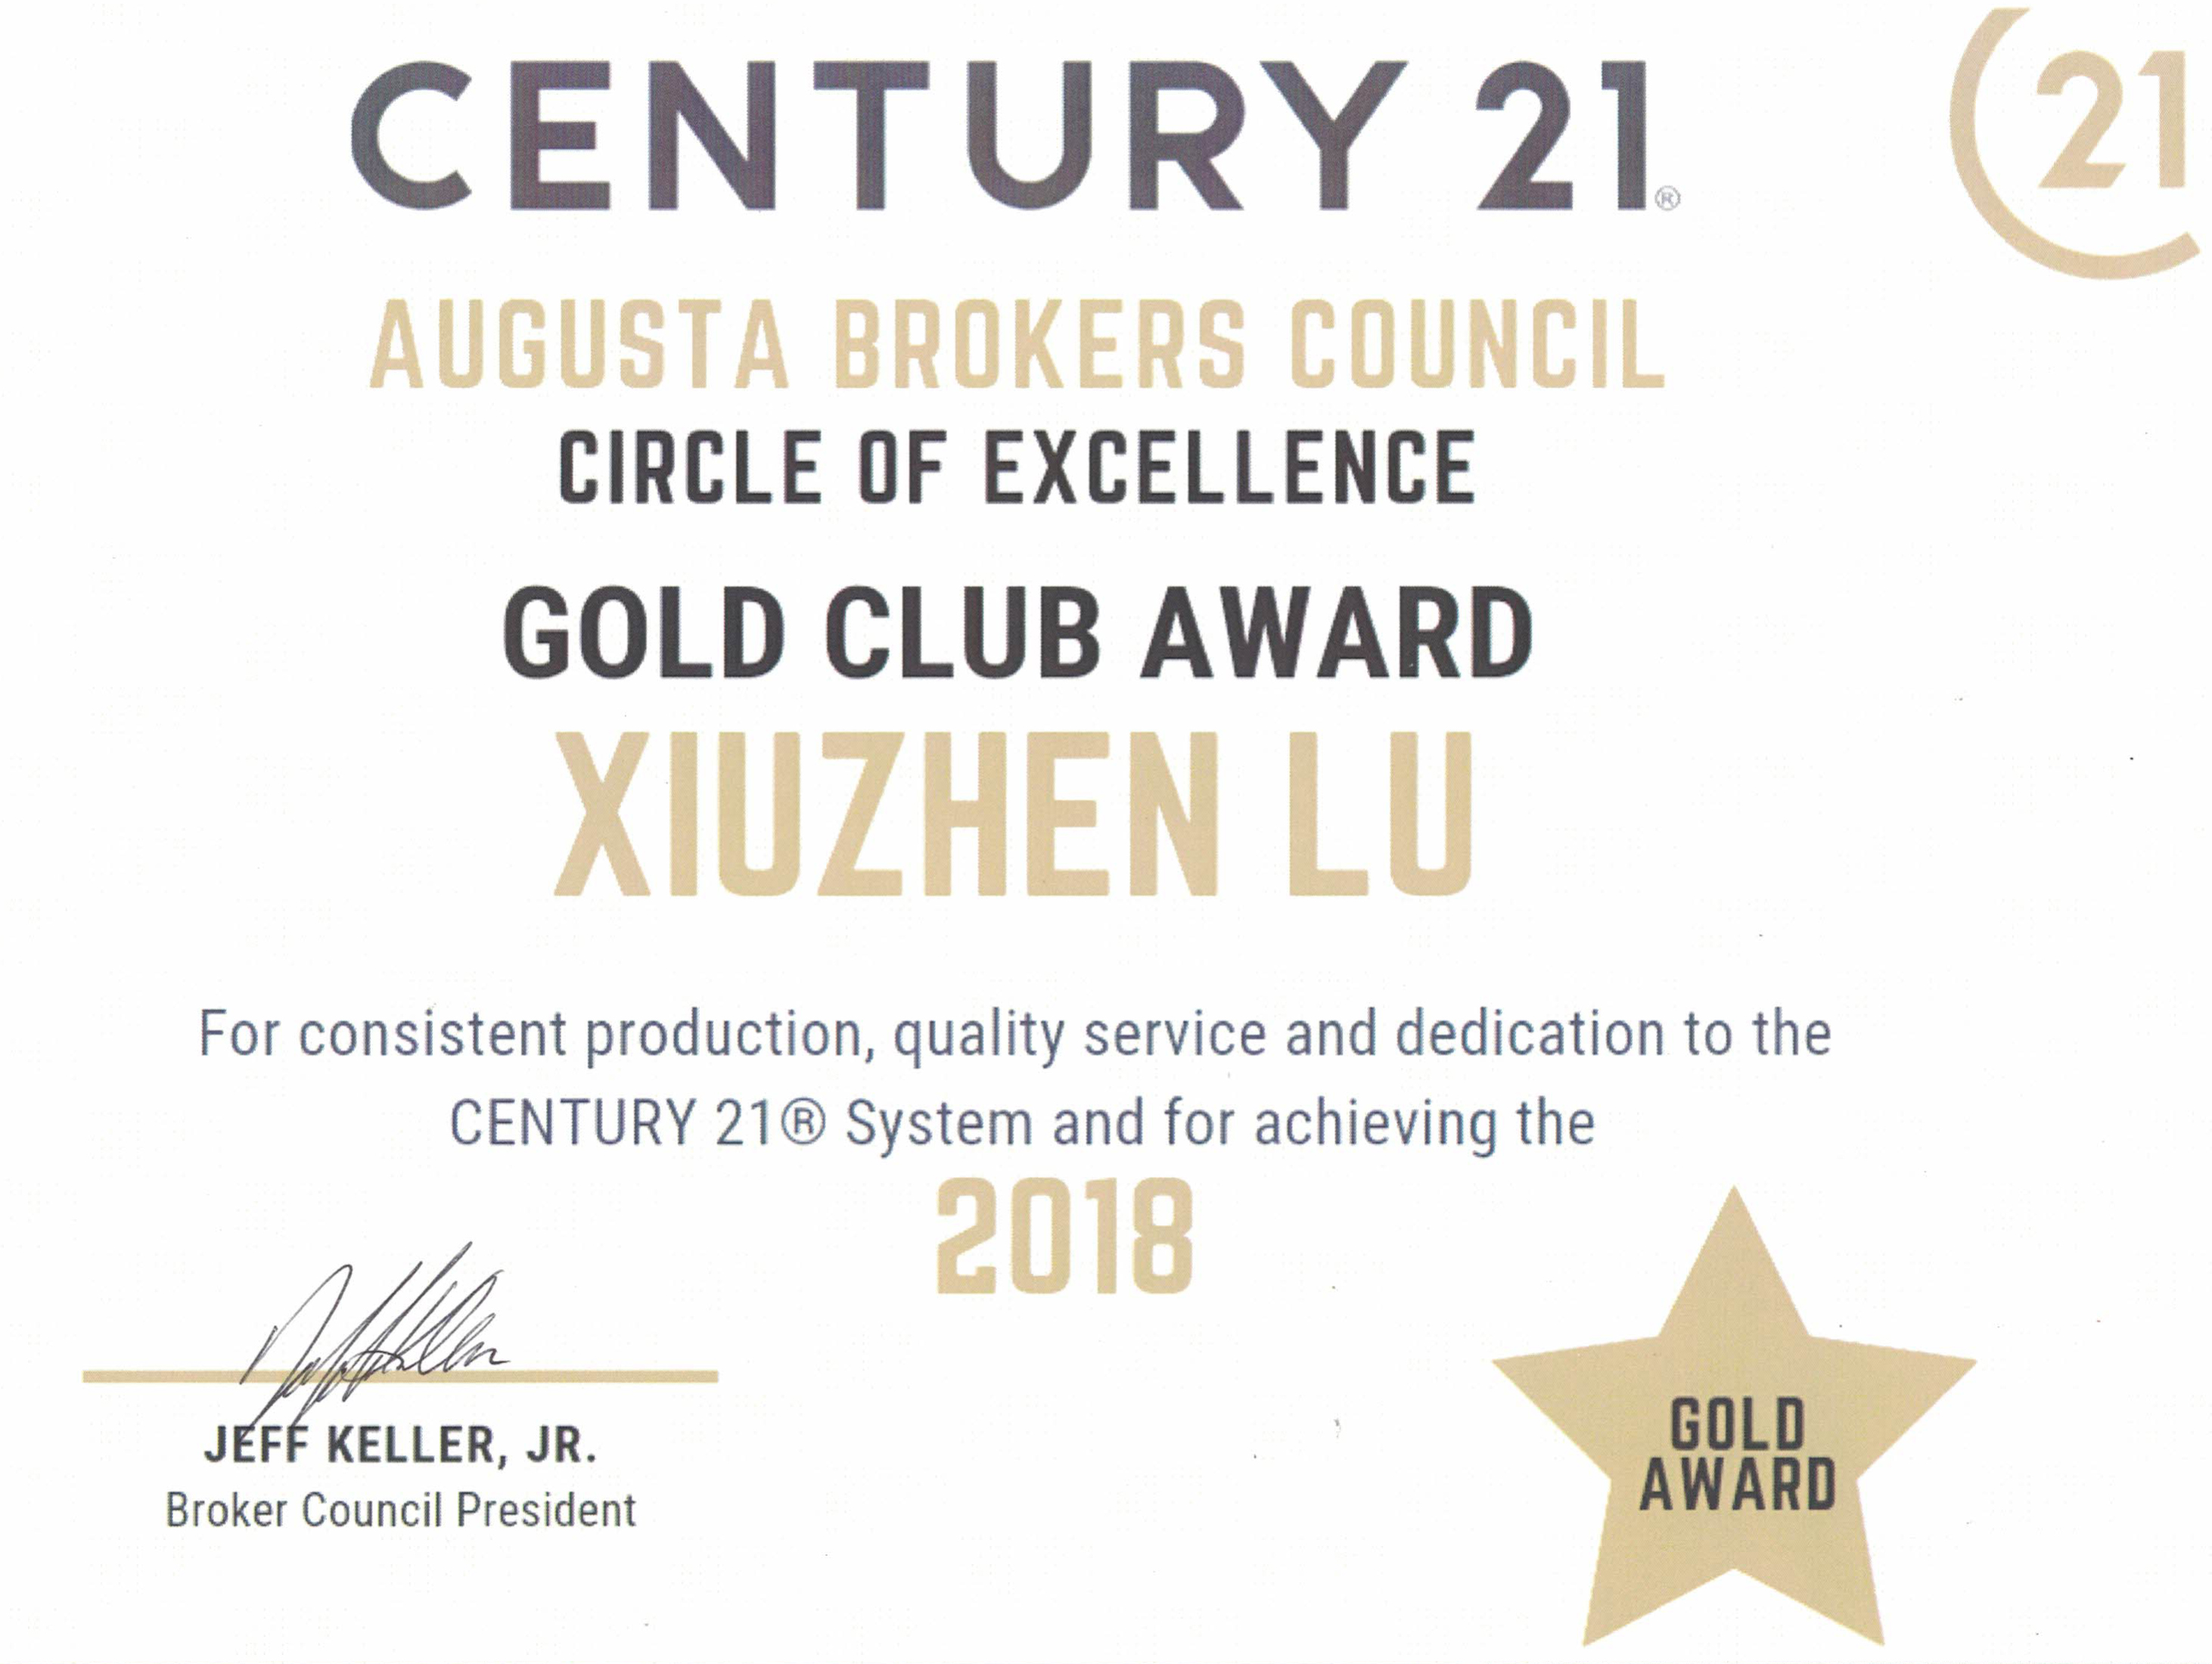 CENTURY 21®
21
AUGUSTA BROKERS COUNCIL
CIRCLE OF EXCELLENCE
GOLD CLUB AWARD
XIUZHEN LU
For consistent production, quality service and dedication to the
CENTURY 21® System and for achieving the
2018
JEFF KELLER, JR.
Broker Council President
GOLD
AWARD